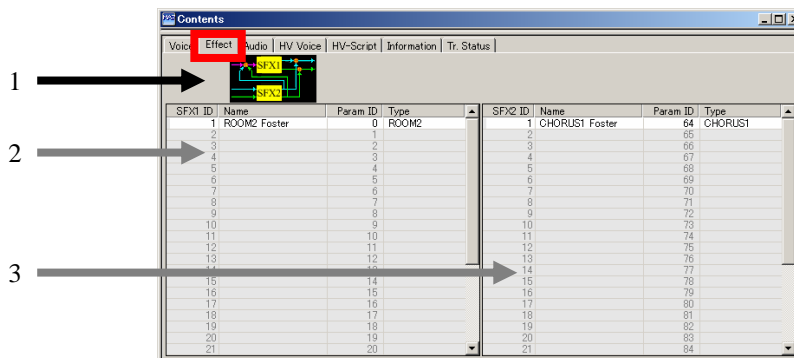 Contents
Voice Effect Audio HV Voice HV-Script Information Tr. Status
SFX1
1
SFX2
SFX1 ID Name Param ID Type SFX2 ID Name Param ID Type
1 ROOM2 Foster 0 ROOM2 1 CHORUS1 Foster 64 CHORUS1
2 1 2 65
2 3 2 3 66
4 3 4 67
5 4 5 68
6 5 6 69
7 6 7 70
8 7 8 71
9 8 9 72
10 9 10 73
11 10 11 74
12 11 12 75
13 12 13 76
3 14 77
15 14 15 78
16 15 16 79
17 16 17 80
18 17 18 81
19 18 19 82
20 19 20 83
21 20 21 84